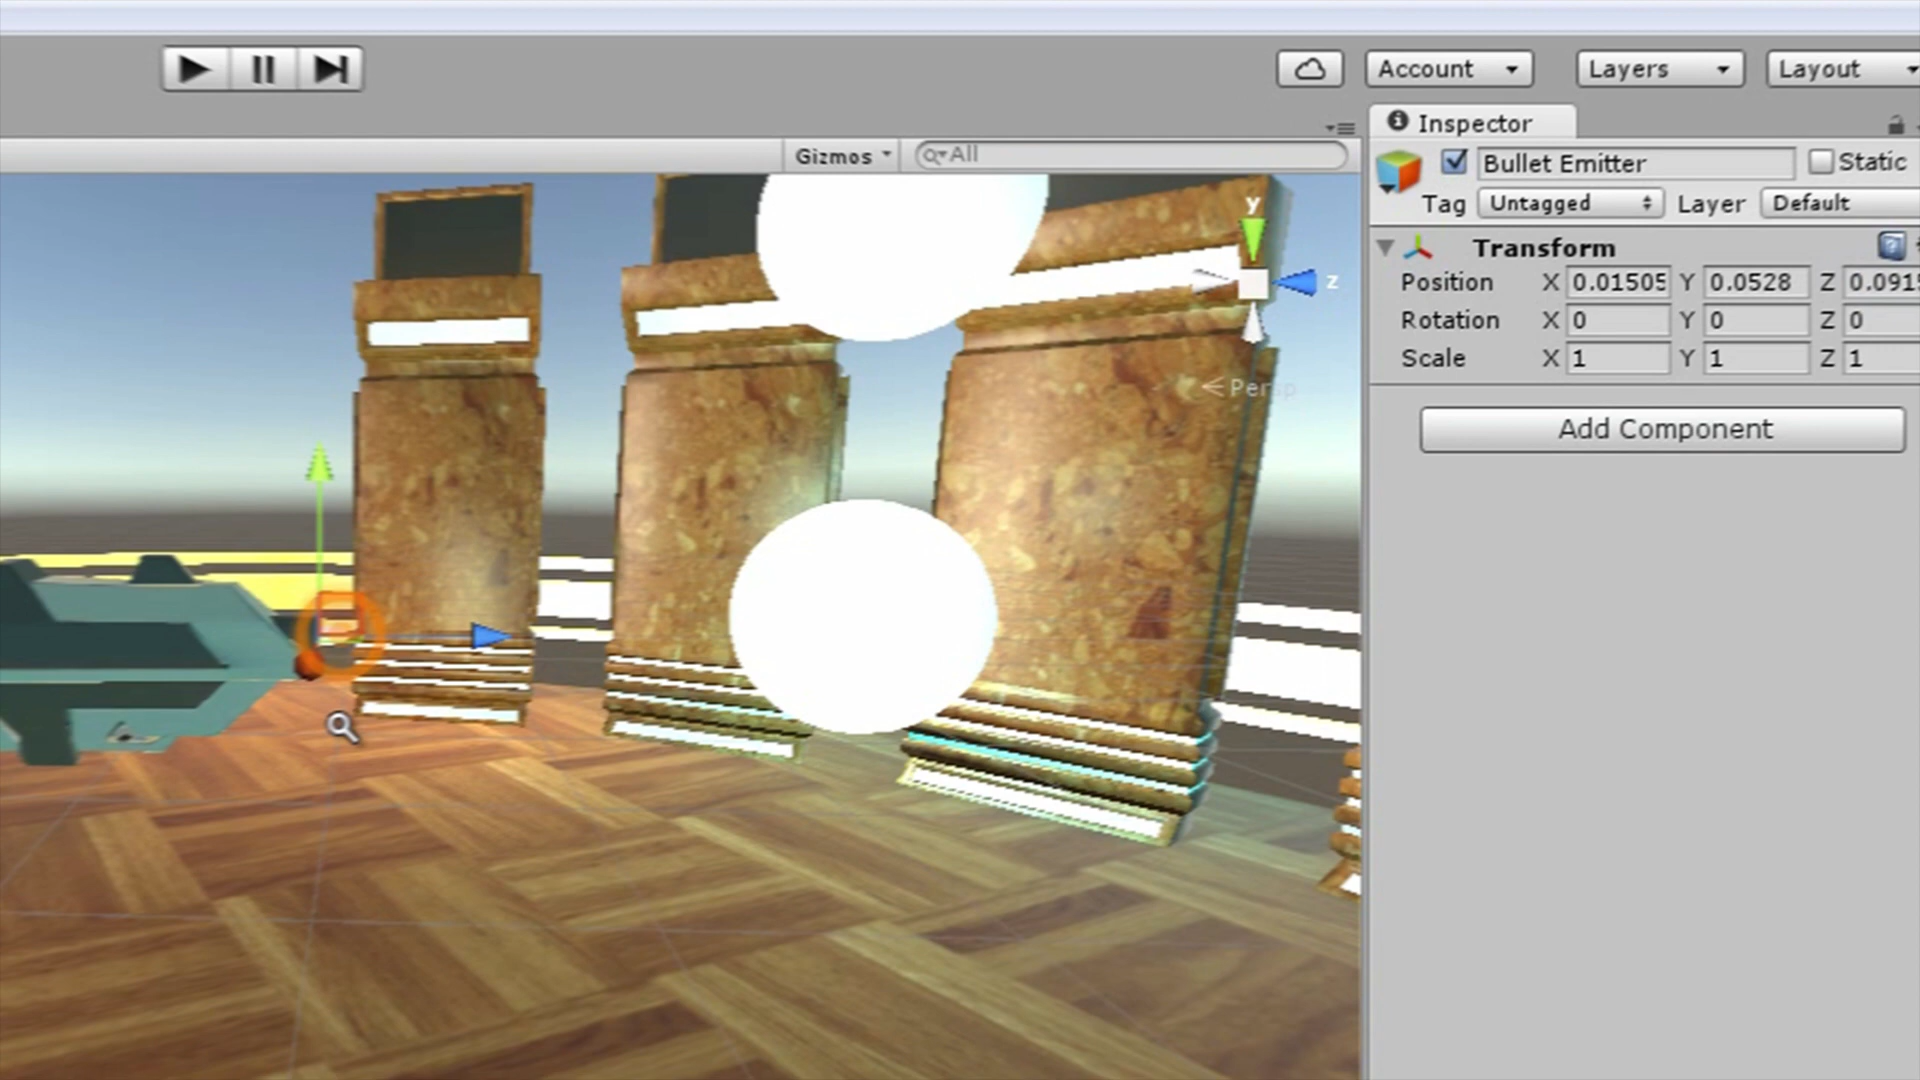 Account
Layers
Layout
Inspector
Gizmos
All
Bullet Emitter
Static
Tag Untagged Layer Default
Transform
Position X 0.01505 Y 0.0528 Z 0.091
Rotation X 0 Y 0 Z 0
Scale X 1 Y 1 Z 1
Add Component
y
z
Persp